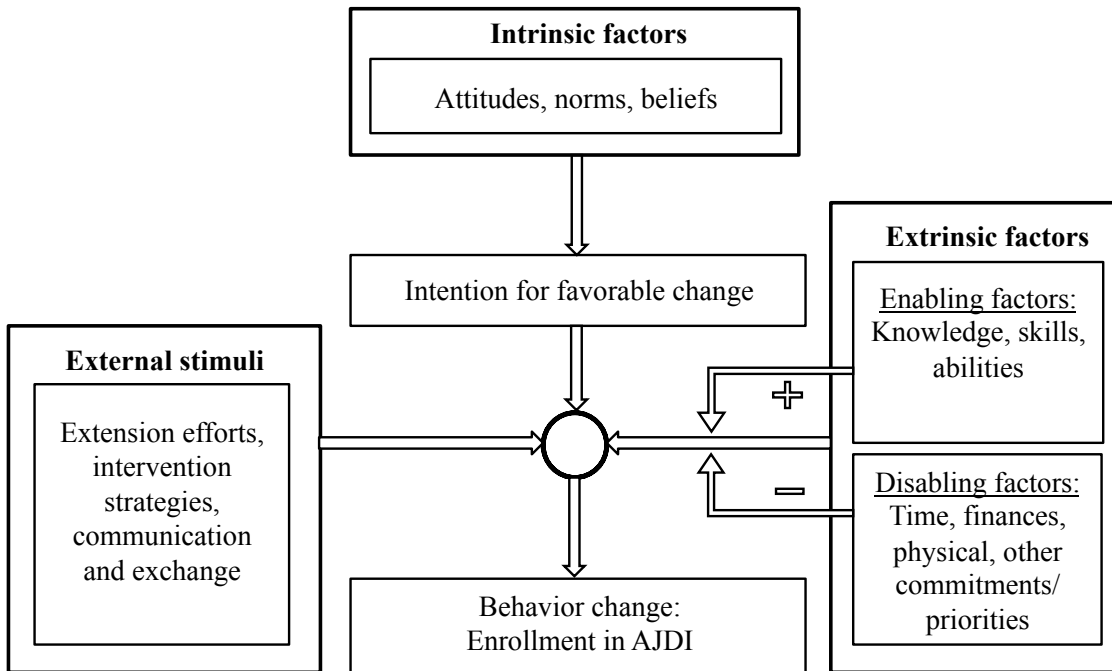 Intrinsic factors
Attitudes, norms, beliefs
Intention for favorable change
External stimuli
Extension efforts,
intervention
strategies,
communication
and exchange
Extrinsic factors
Enabling factors:
Knowledge, skills,
abilities
+
−
Disabling factors:
Time, finances,
physical, other
commitments/
priorities
Behavior change:
Enrollment in AJDI